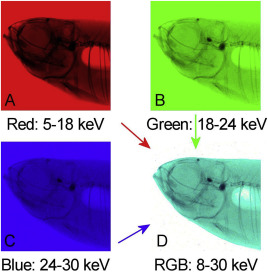 A
B
Red: 5-18 keV
Green: 18-24 keV
C
D
Blue: 24-30 keV
RGB: 8-30 keV